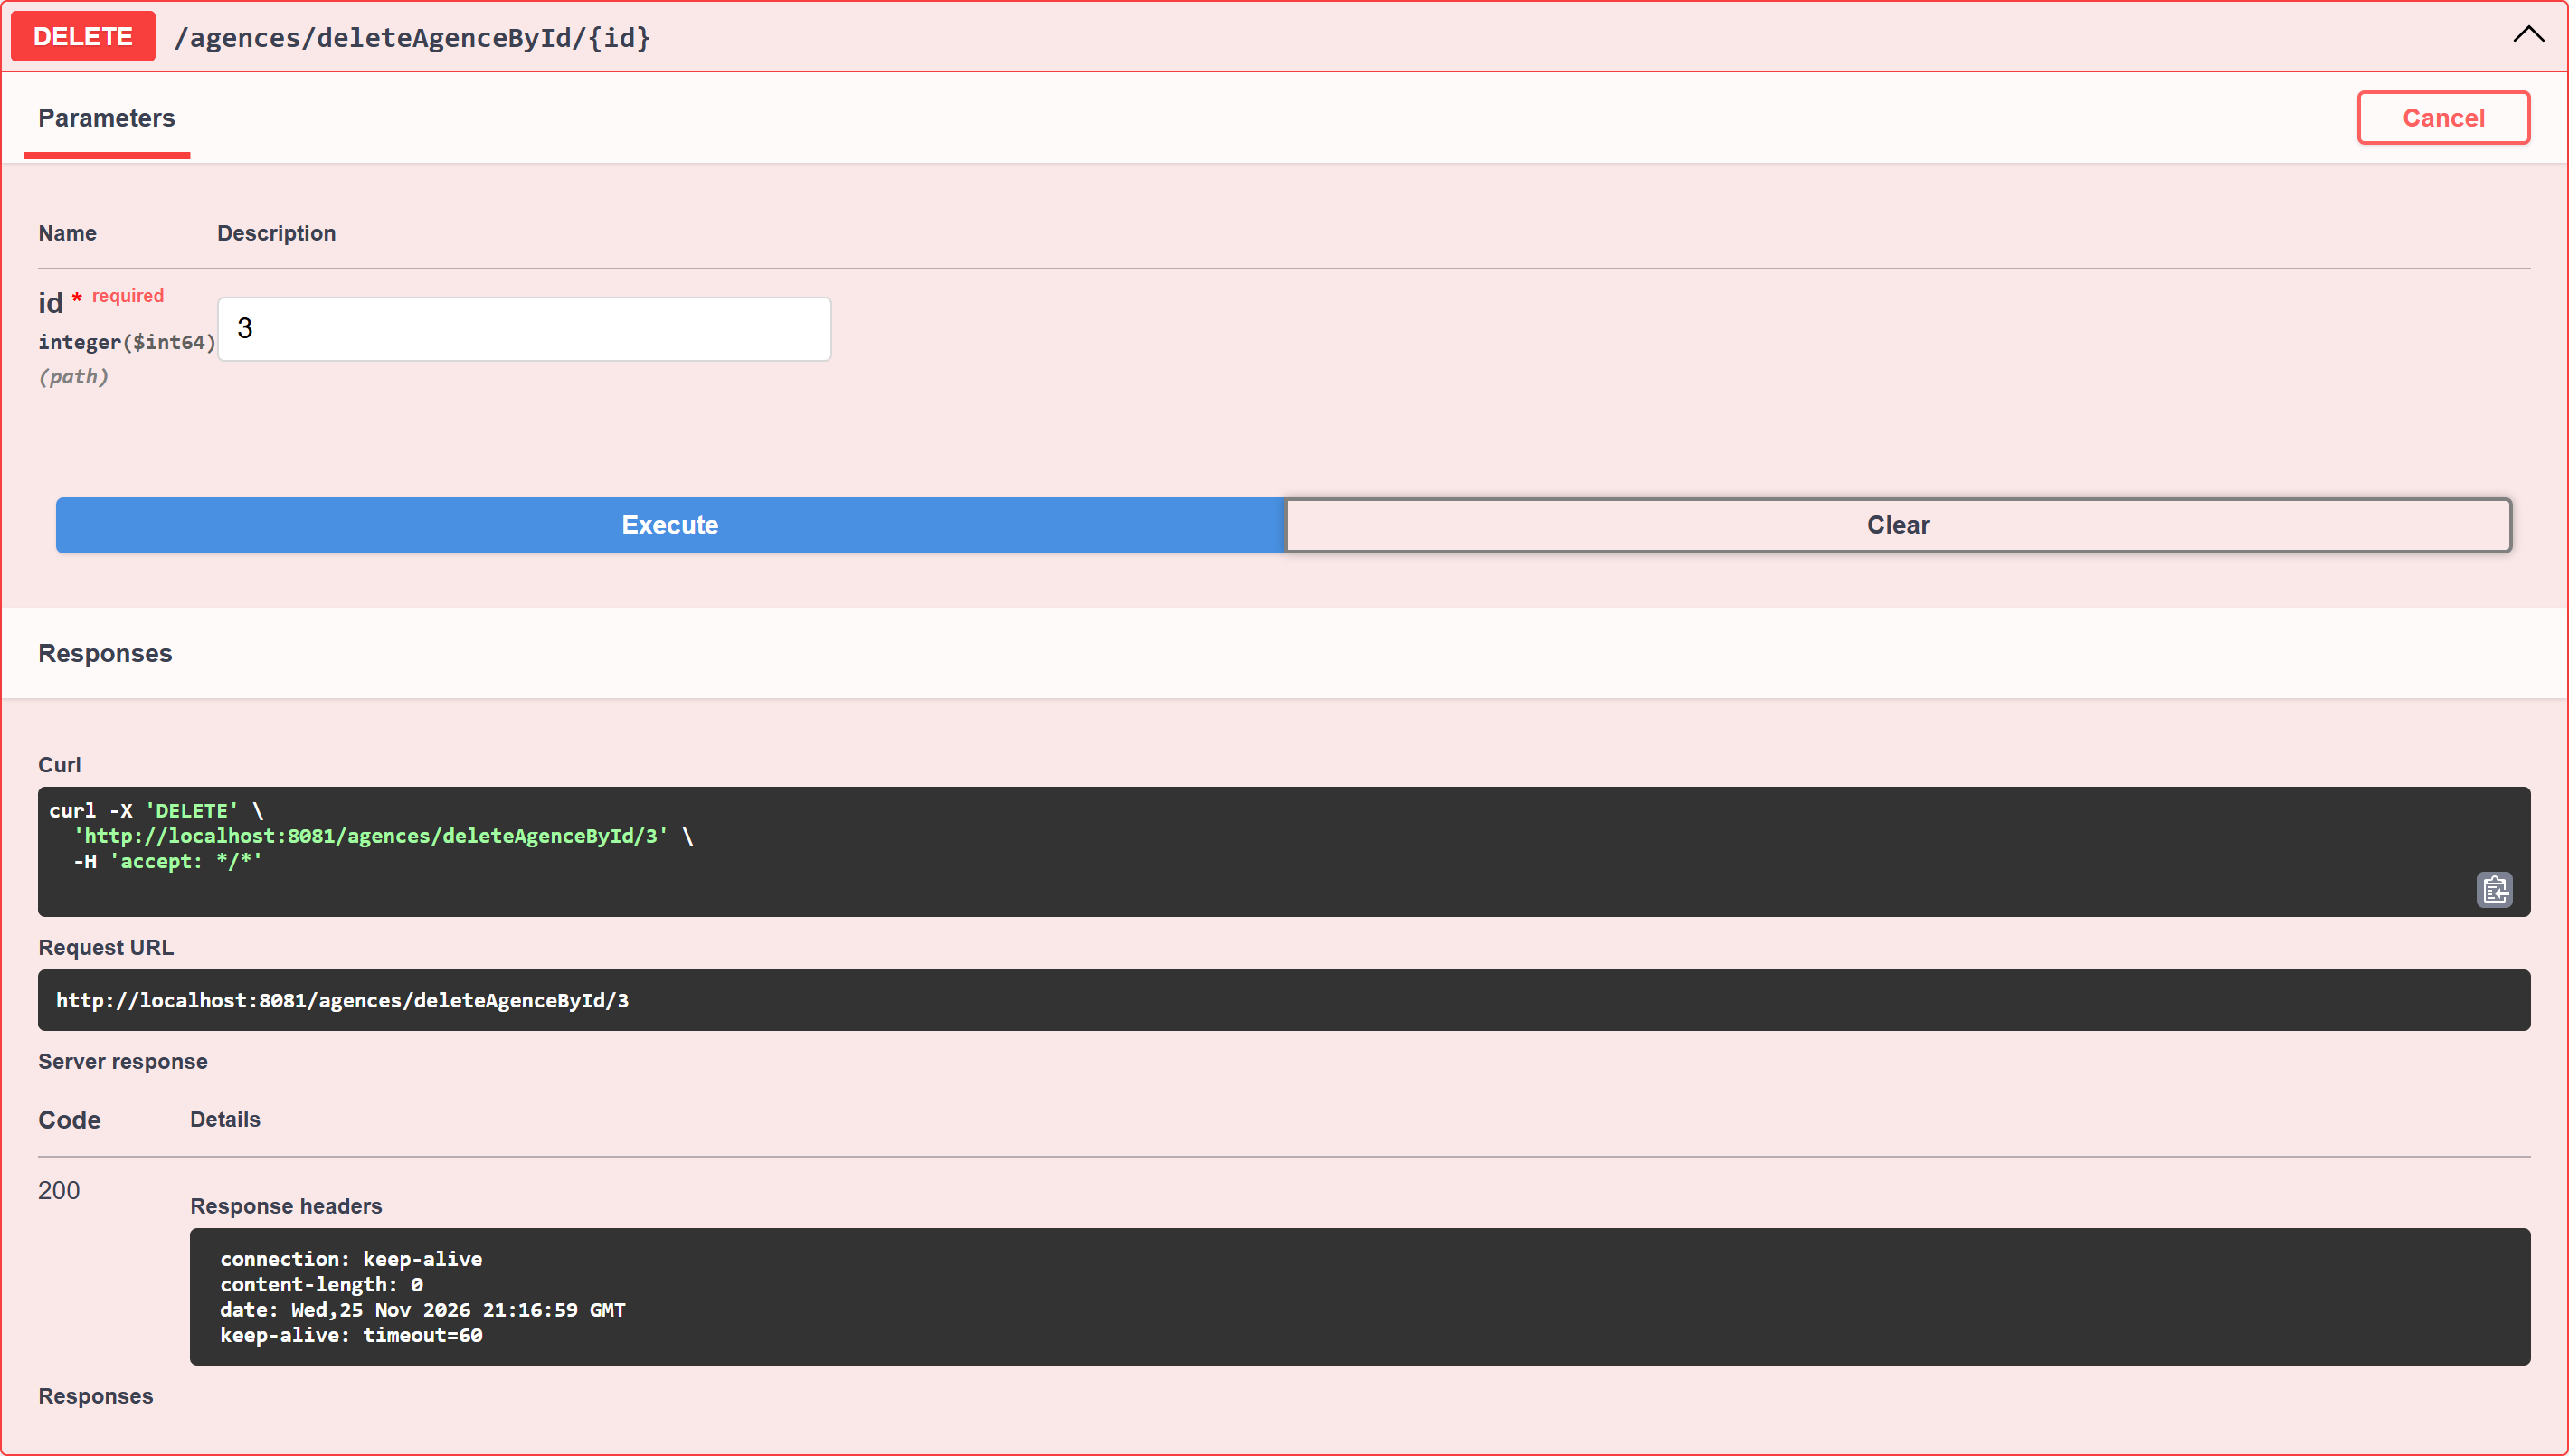 DELETE /agences/deleteAgenceById/{id}
Parameters
Cancel
Name Description
id * required
integer($int64)
(path)
3
Execute
Clear
Responses
Curl
curl -X 'DELETE' \
  'http://localhost:8081/agences/deleteAgenceById/3' \
  -H 'accept: */*'
Request URL
http://localhost:8081/agences/deleteAgenceById/3
Server response
Code Details
200
Response headers
connection: keep-alive
content-length: 0
date: Wed,25 Nov 2026 21:16:59 GMT
keep-alive: timeout=60
Responses